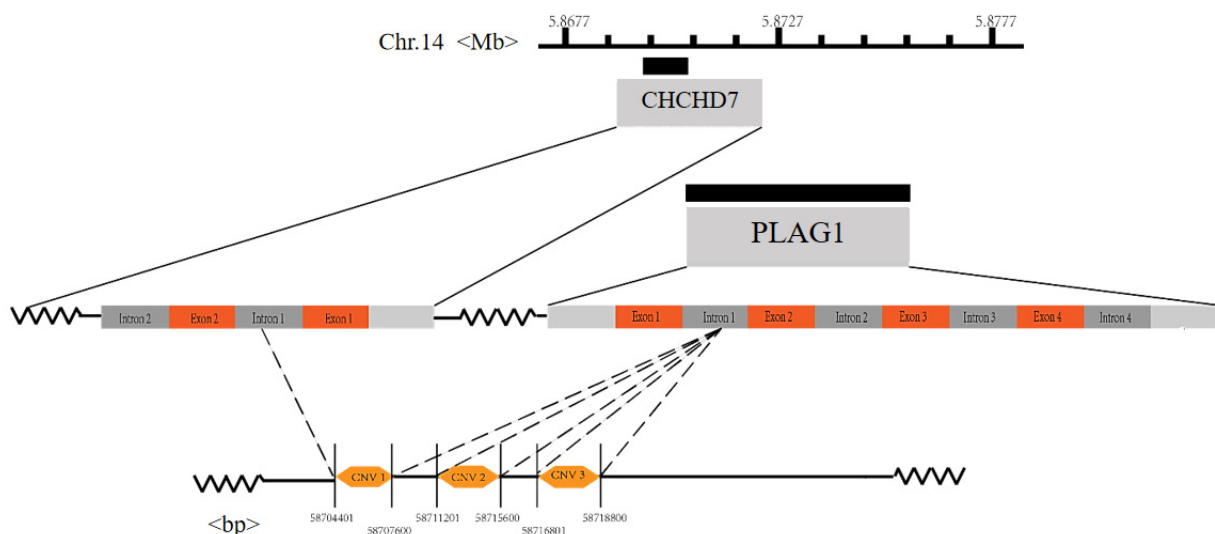 5.8677 5.8727 5.8777
Chr.14 <Mb>
CHCHD7
PLAG1
Intron 2 Exon 2 Intron 1 Exon 1 Exon 1 Intron 1 Exon 2 Intron 2 Exon 3 Intron 3 Exon 4 Intron 4
CNV 1 CNV 2 CNV 3
58704401 58711201 58715600 58718800
58707600 58716801
<bp>